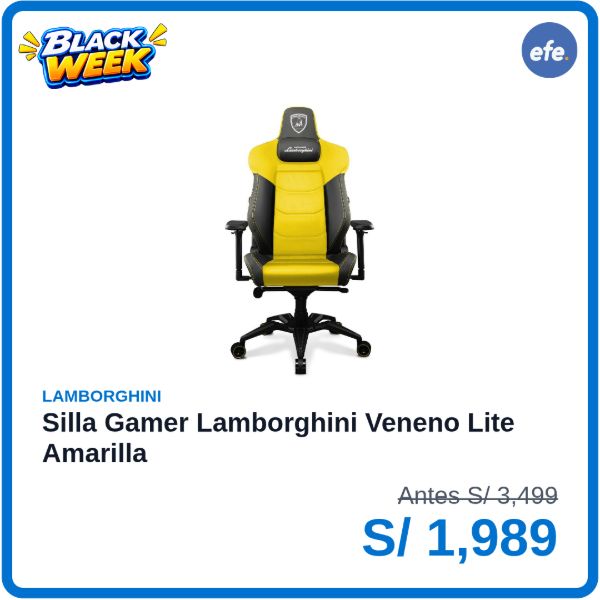 BLACK
WEEK
efe.
LAMBORGHINI
Silla Gamer Lamborghini Veneno Lite
Amarilla
Antes S/ 3,499
S/ 1,989